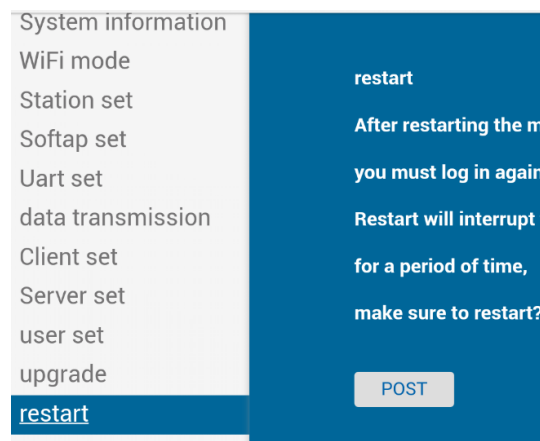 System information
WiFi mode
Station set
Softap set
Uart set
data transmission
Client set
Server set
user set
upgrade
restart
restart
After restarting the
you must log in again
Restart will interrupt
for a period of time,
make sure to restart?
POST